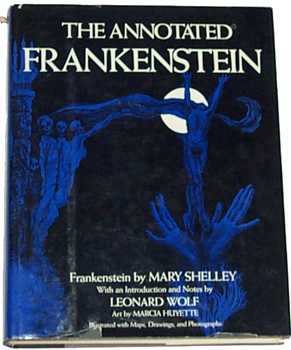 THE ANNOTATED
FRANKENSTEIN
Frankenstein by MARY SHELLEY
With an Introduction and Notes by
LEONARD WOLF
Art by MARCIA HUYETTE
Illustrated with Maps, Drawings, and Photographs